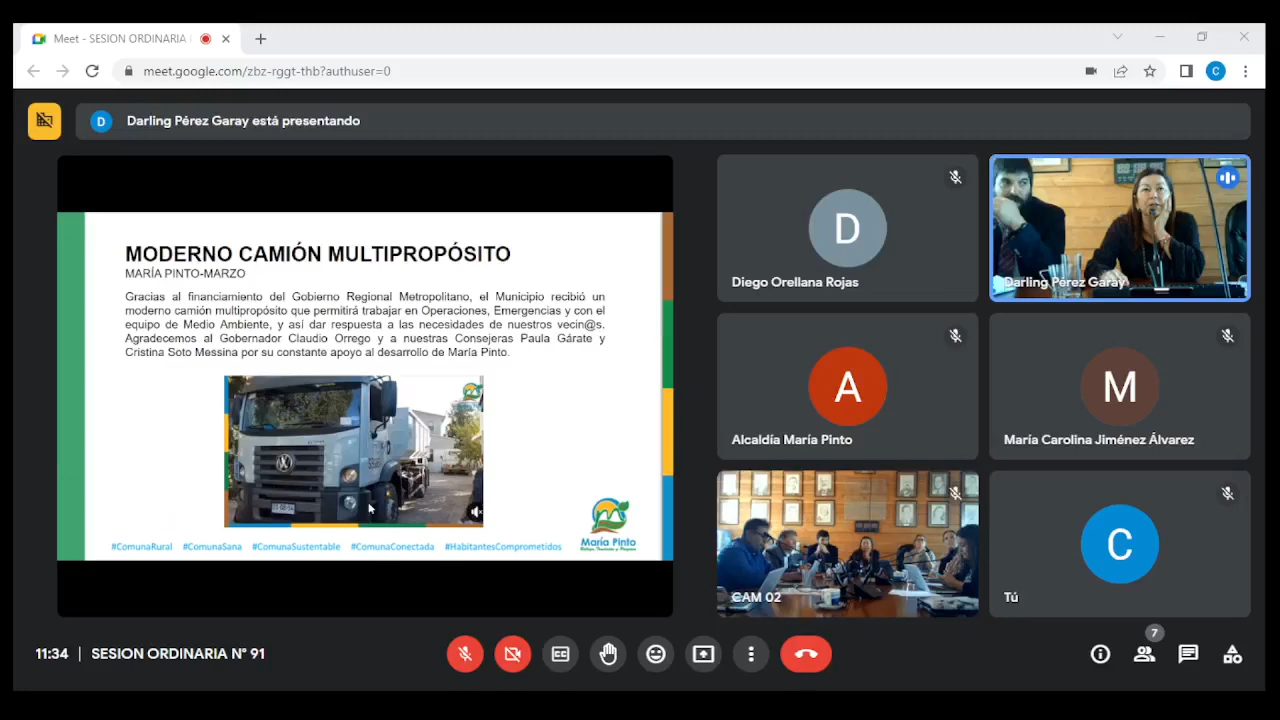 Meet - SESION ORDINARIA
meet.google.com/zbz-rggt-thb?authuser=0
C
D
Darling Pérez Garay está presentando
MODERNO CAMIÓN MULTIPROPÓSITO
MARÍA PINTO-MARZO
Gracias al financiamiento del Gobierno Regional Metropolitano, el Municipio recibió un
moderno camión multipropósito que permitirá trabajar en Operaciones, Emergencias y con el
equipo de Medio Ambiente, y así dar respuesta a las necesidades de nuestros vecin@s.
Agradecemos al Gobernador Claudio Orrego y a nuestras Consejeras Paula Gárate y
Cristina Soto Messina por su constante apoyo al desarrollo de María Pinto.
María Pinto
#ComunaRural #ComunaSana #ComunaSustentable #ComunaConectada #HabitantesComprometidos
D
Diego Orellana Rojas
Darling Pérez Garay
A
Alcaldía María Pinto
M
María Carolina Jiménez Álvarez
CAM 02
C
Tú
11:34 | SESION ORDINARIA N° 91
CC
7